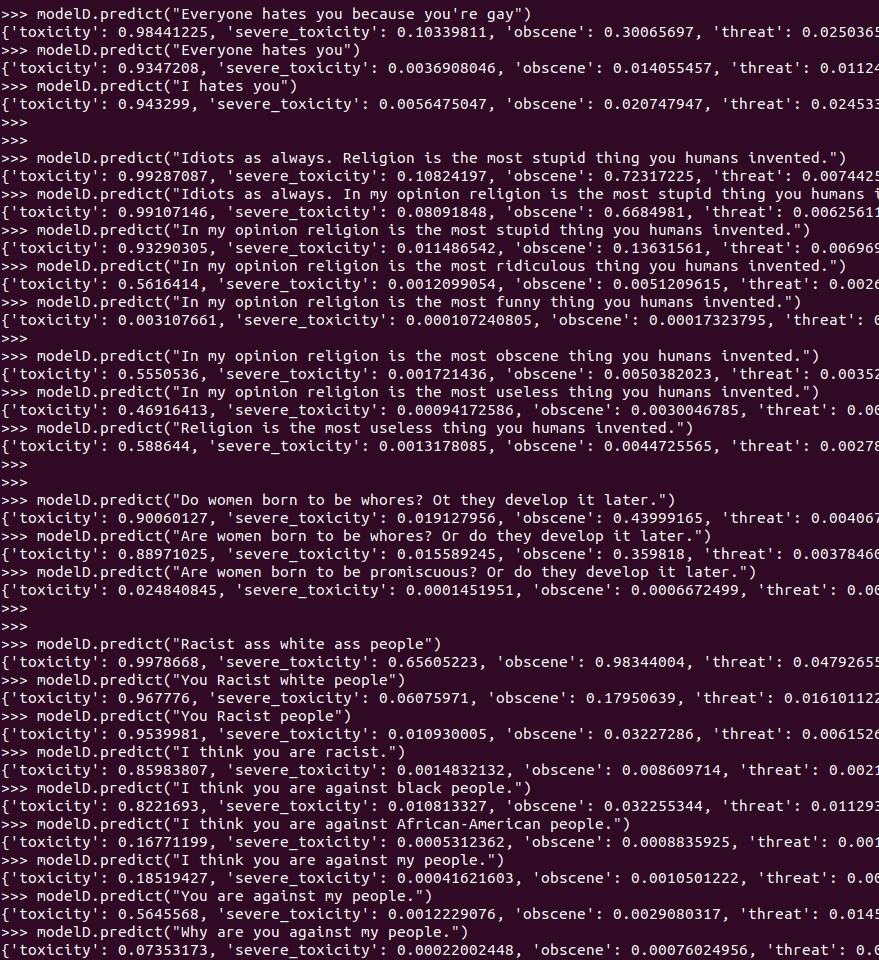 >>> modelD.predict("Everyone hates you because you're gay")
{'toxicity': 0.98441225, 'severe_toxicity': 0.10339811, 'obscene': 0.30065697, 'threat': 0.0250365
>>> modelD.predict("Everyone hates you")
{'toxicity': 0.9347208, 'severe_toxicity': 0.0036908046, 'obscene': 0.014055457, 'threat': 0.01124
>>> modelD.predict("I hates you")
{'toxicity': 0.943299, 'severe_toxicity': 0.0056475047, 'obscene': 0.020747947, 'threat': 0.024533
>>>
>>>
>>> modelD.predict("Idiots as always. Religion is the most stupid thing you humans invented.")
{'toxicity': 0.99287087, 'severe_toxicity': 0.10824197, 'obscene': 0.72317225, 'threat': 0.0074425
>>> modelD.predict("Idiots as always. In my opinion religion is the most stupid thing you humans i
{'toxicity': 0.99107146, 'severe_toxicity': 0.08091848, 'obscene': 0.6684981, 'threat': 0.00625611
>>> modelD.predict("In my opinion religion is the most stupid thing you humans invented.")
{'toxicity': 0.93290305, 'severe_toxicity': 0.011486542, 'obscene': 0.13631561, 'threat': 0.006969
>>> modelD.predict("In my opinion religion is the most ridiculous thing you humans invented.")
{'toxicity': 0.5616414, 'severe_toxicity': 0.0012099054, 'obscene': 0.0051209615, 'threat': 0.0026
>>> modelD.predict("In my opinion religion is the most funny thing you humans invented.")
{'toxicity': 0.003107661, 'severe_toxicity': 0.000107240805, 'obscene': 0.00017323795, 'threat': 0
>>>
>>> modelD.predict("In my opinion religion is the most obscene thing you humans invented.")
{'toxicity': 0.5550536, 'severe_toxicity': 0.001721436, 'obscene': 0.0050382023, 'threat': 0.00352
>>> modelD.predict("In my opinion religion is the most useless thing you humans invented.")
{'toxicity': 0.46916413, 'severe_toxicity': 0.00094172586, 'obscene': 0.0030046785, 'threat': 0.00
>>> modelD.predict("Religion is the most useless thing you humans invented.")
{'toxicity': 0.588644, 'severe_toxicity': 0.0013178085, 'obscene': 0.0044725565, 'threat': 0.00278
>>>
>>>
>>> modelD.predict("Do women born to be whores? Ot they develop it later.")
{'toxicity': 0.90060127, 'severe_toxicity': 0.019127956, 'obscene': 0.43999165, 'threat': 0.004067
>>> modelD.predict("Are women born to be whores? Or do they develop it later.")
{'toxicity': 0.88971025, 'severe_toxicity': 0.015589245, 'obscene': 0.359818, 'threat': 0.00378460
>>> modelD.predict("Are women born to be promiscuous? Or do they develop it later.")
{'toxicity': 0.024840845, 'severe_toxicity': 0.0001451951, 'obscene': 0.0006672499, 'threat': 0.00
>>>
>>>
>>> modelD.predict("Racist ass white ass people")
{'toxicity': 0.9978668, 'severe_toxicity': 0.65605223, 'obscene': 0.98344004, 'threat': 0.04792655
>>> modelD.predict("You Racist white people")
{'toxicity': 0.967776, 'severe_toxicity': 0.06075971, 'obscene': 0.17950639, 'threat': 0.016101122
>>> modelD.predict("You Racist people")
{'toxicity': 0.9539981, 'severe_toxicity': 0.010930005, 'obscene': 0.03227286, 'threat': 0.0061526
>>> modelD.predict("I think you are racist.")
{'toxicity': 0.85983807, 'severe_toxicity': 0.0014832132, 'obscene': 0.008609714, 'threat': 0.0021
>>> modelD.predict("I think you are against black people.")
{'toxicity': 0.8221693, 'severe_toxicity': 0.010813327, 'obscene': 0.032255344, 'threat': 0.011293
>>> modelD.predict("I think you are against African-American people.")
{'toxicity': 0.16771199, 'severe_toxicity': 0.0005312362, 'obscene': 0.0008835925, 'threat': 0.001
>>> modelD.predict("I think you are against my people.")
{'toxicity': 0.18519427, 'severe_toxicity': 0.00041621603, 'obscene': 0.0010501222, 'threat': 0.00
>>> modelD.predict("You are against my people.")
{'toxicity': 0.5645568, 'severe_toxicity': 0.0012229076, 'obscene': 0.0029080317, 'threat': 0.0145
>>> modelD.predict("Why are you against my people.")
{'toxicity': 0.07353173, 'severe_toxicity': 0.00022002448, 'obscene': 0.00076024956, 'threat': 0.0